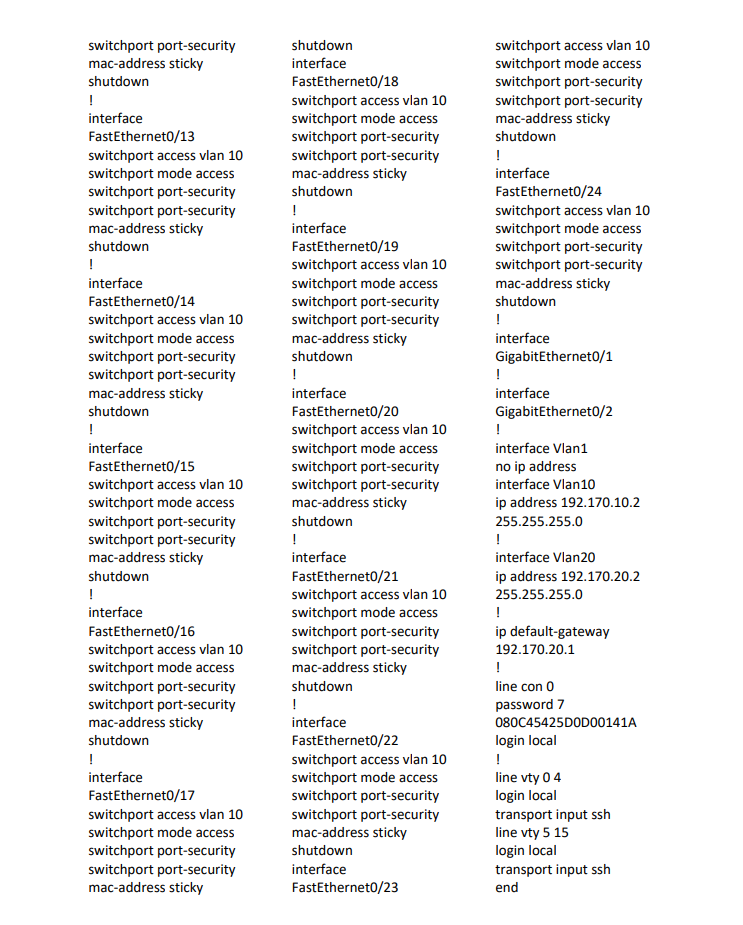 switchport port-security
mac-address sticky
shutdown
!
interface
FastEthernet0/13
switchport access vlan 10
switchport mode access
switchport port-security
switchport port-security
mac-address sticky
shutdown
!
interface
FastEthernet0/14
switchport access vlan 10
switchport mode access
switchport port-security
switchport port-security
mac-address sticky
shutdown
!
interface
FastEthernet0/15
switchport access vlan 10
switchport mode access
switchport port-security
switchport port-security
mac-address sticky
shutdown
!
interface
FastEthernet0/16
switchport access vlan 10
switchport mode access
switchport port-security
switchport port-security
mac-address sticky
shutdown
!
interface
FastEthernet0/17
switchport access vlan 10
switchport mode access
switchport port-security
switchport port-security
mac-address sticky
shutdown
interface
FastEthernet0/18
switchport access vlan 10
switchport mode access
switchport port-security
switchport port-security
mac-address sticky
shutdown
!
interface
FastEthernet0/19
switchport access vlan 10
switchport mode access
switchport port-security
switchport port-security
mac-address sticky
shutdown
!
interface
FastEthernet0/20
switchport access vlan 10
switchport mode access
switchport port-security
switchport port-security
mac-address sticky
shutdown
!
interface
FastEthernet0/21
switchport access vlan 10
switchport mode access
switchport port-security
switchport port-security
mac-address sticky
shutdown
!
interface
FastEthernet0/22
switchport access vlan 10
switchport mode access
switchport port-security
switchport port-security
mac-address sticky
shutdown
interface
FastEthernet0/23
switchport access vlan 10
switchport mode access
switchport port-security
switchport port-security
mac-address sticky
shutdown
!
interface
FastEthernet0/24
switchport access vlan 10
switchport mode access
switchport port-security
switchport port-security
mac-address sticky
shutdown
!
interface
GigabitEthernet0/1
!
interface
GigabitEthernet0/2
!
interface Vlan1
no ip address
interface Vlan10
ip address 192.170.10.2
255.255.255.0
!
interface Vlan20
ip address 192.170.20.2
255.255.255.0
!
ip default-gateway
192.170.20.1
!
line con 0
password 7
080C45425D0D00141A
login local
!
line vty 0 4
login local
transport input ssh
line vty 5 15
login local
transport input ssh
end